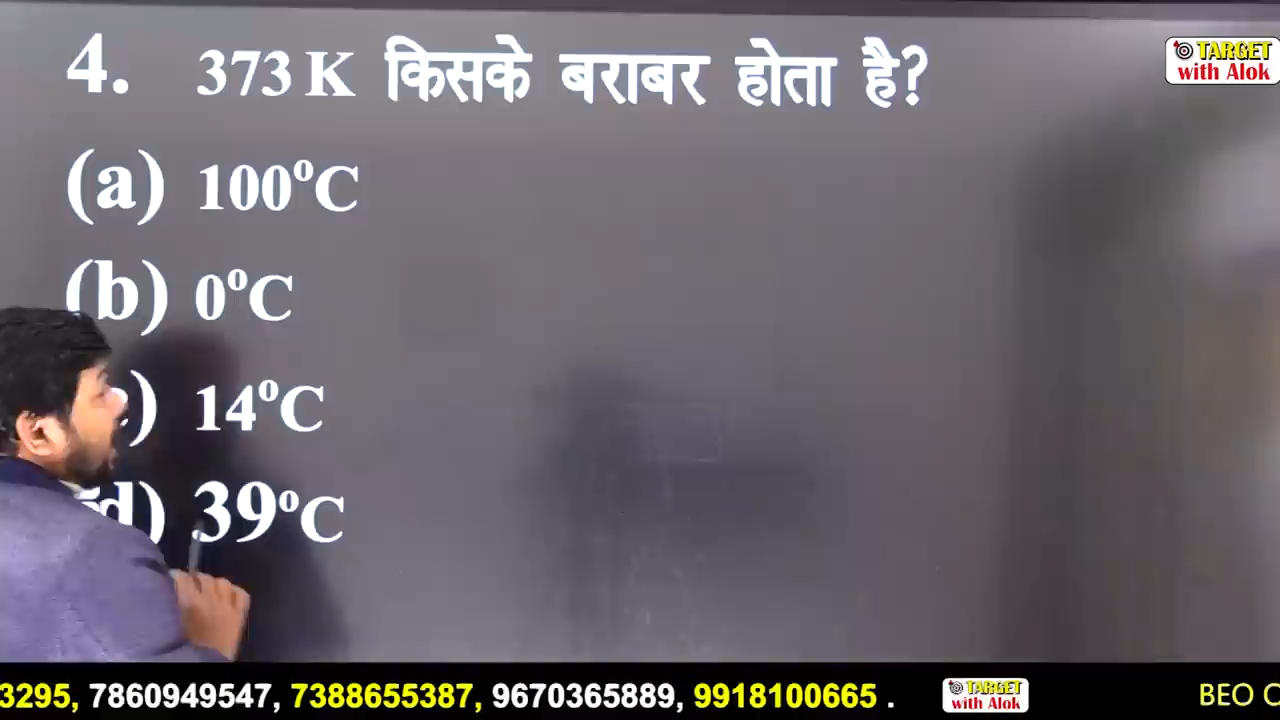 4. 373 K किसके बराबर होता है?
TARGET
with Alok
(a) 100°C
(b) 0°C
) 14°C
d) 39°C
3295, 7860949547, 7388655387, 9670365889, 9918100665 .
TARGET
with Alok
BEO